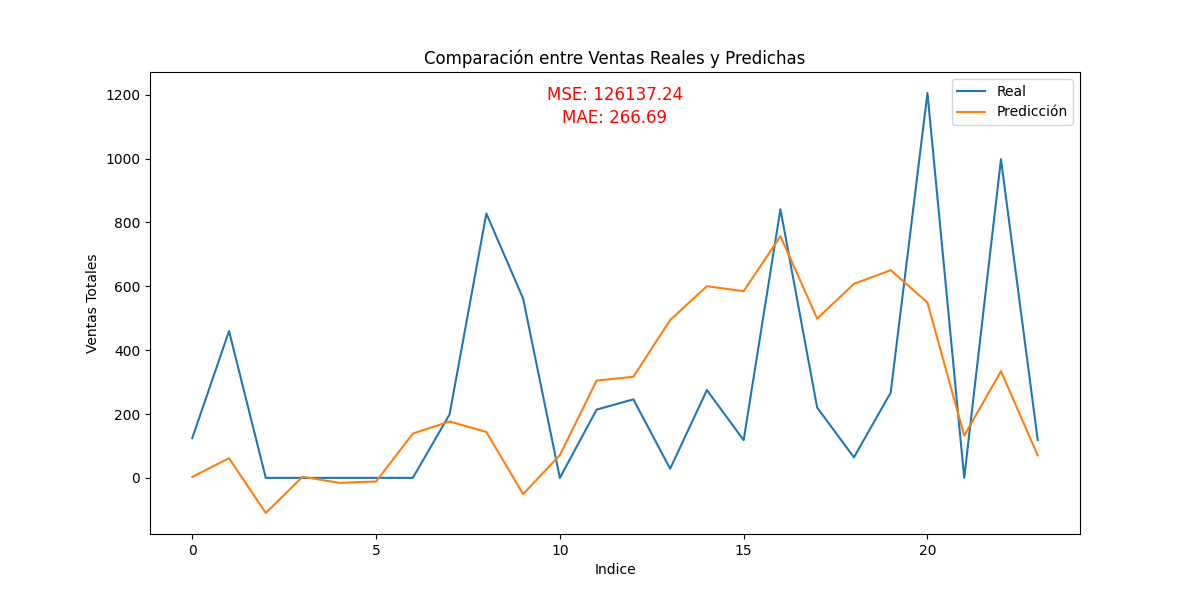 Comparación entre Ventas Reales y Predichas
MSE: 126137.24
MAE: 266.69
Real
Predicción
Ventas Totales
1200
1000
800
600
400
200
0
0 5 10 15 20
Indice